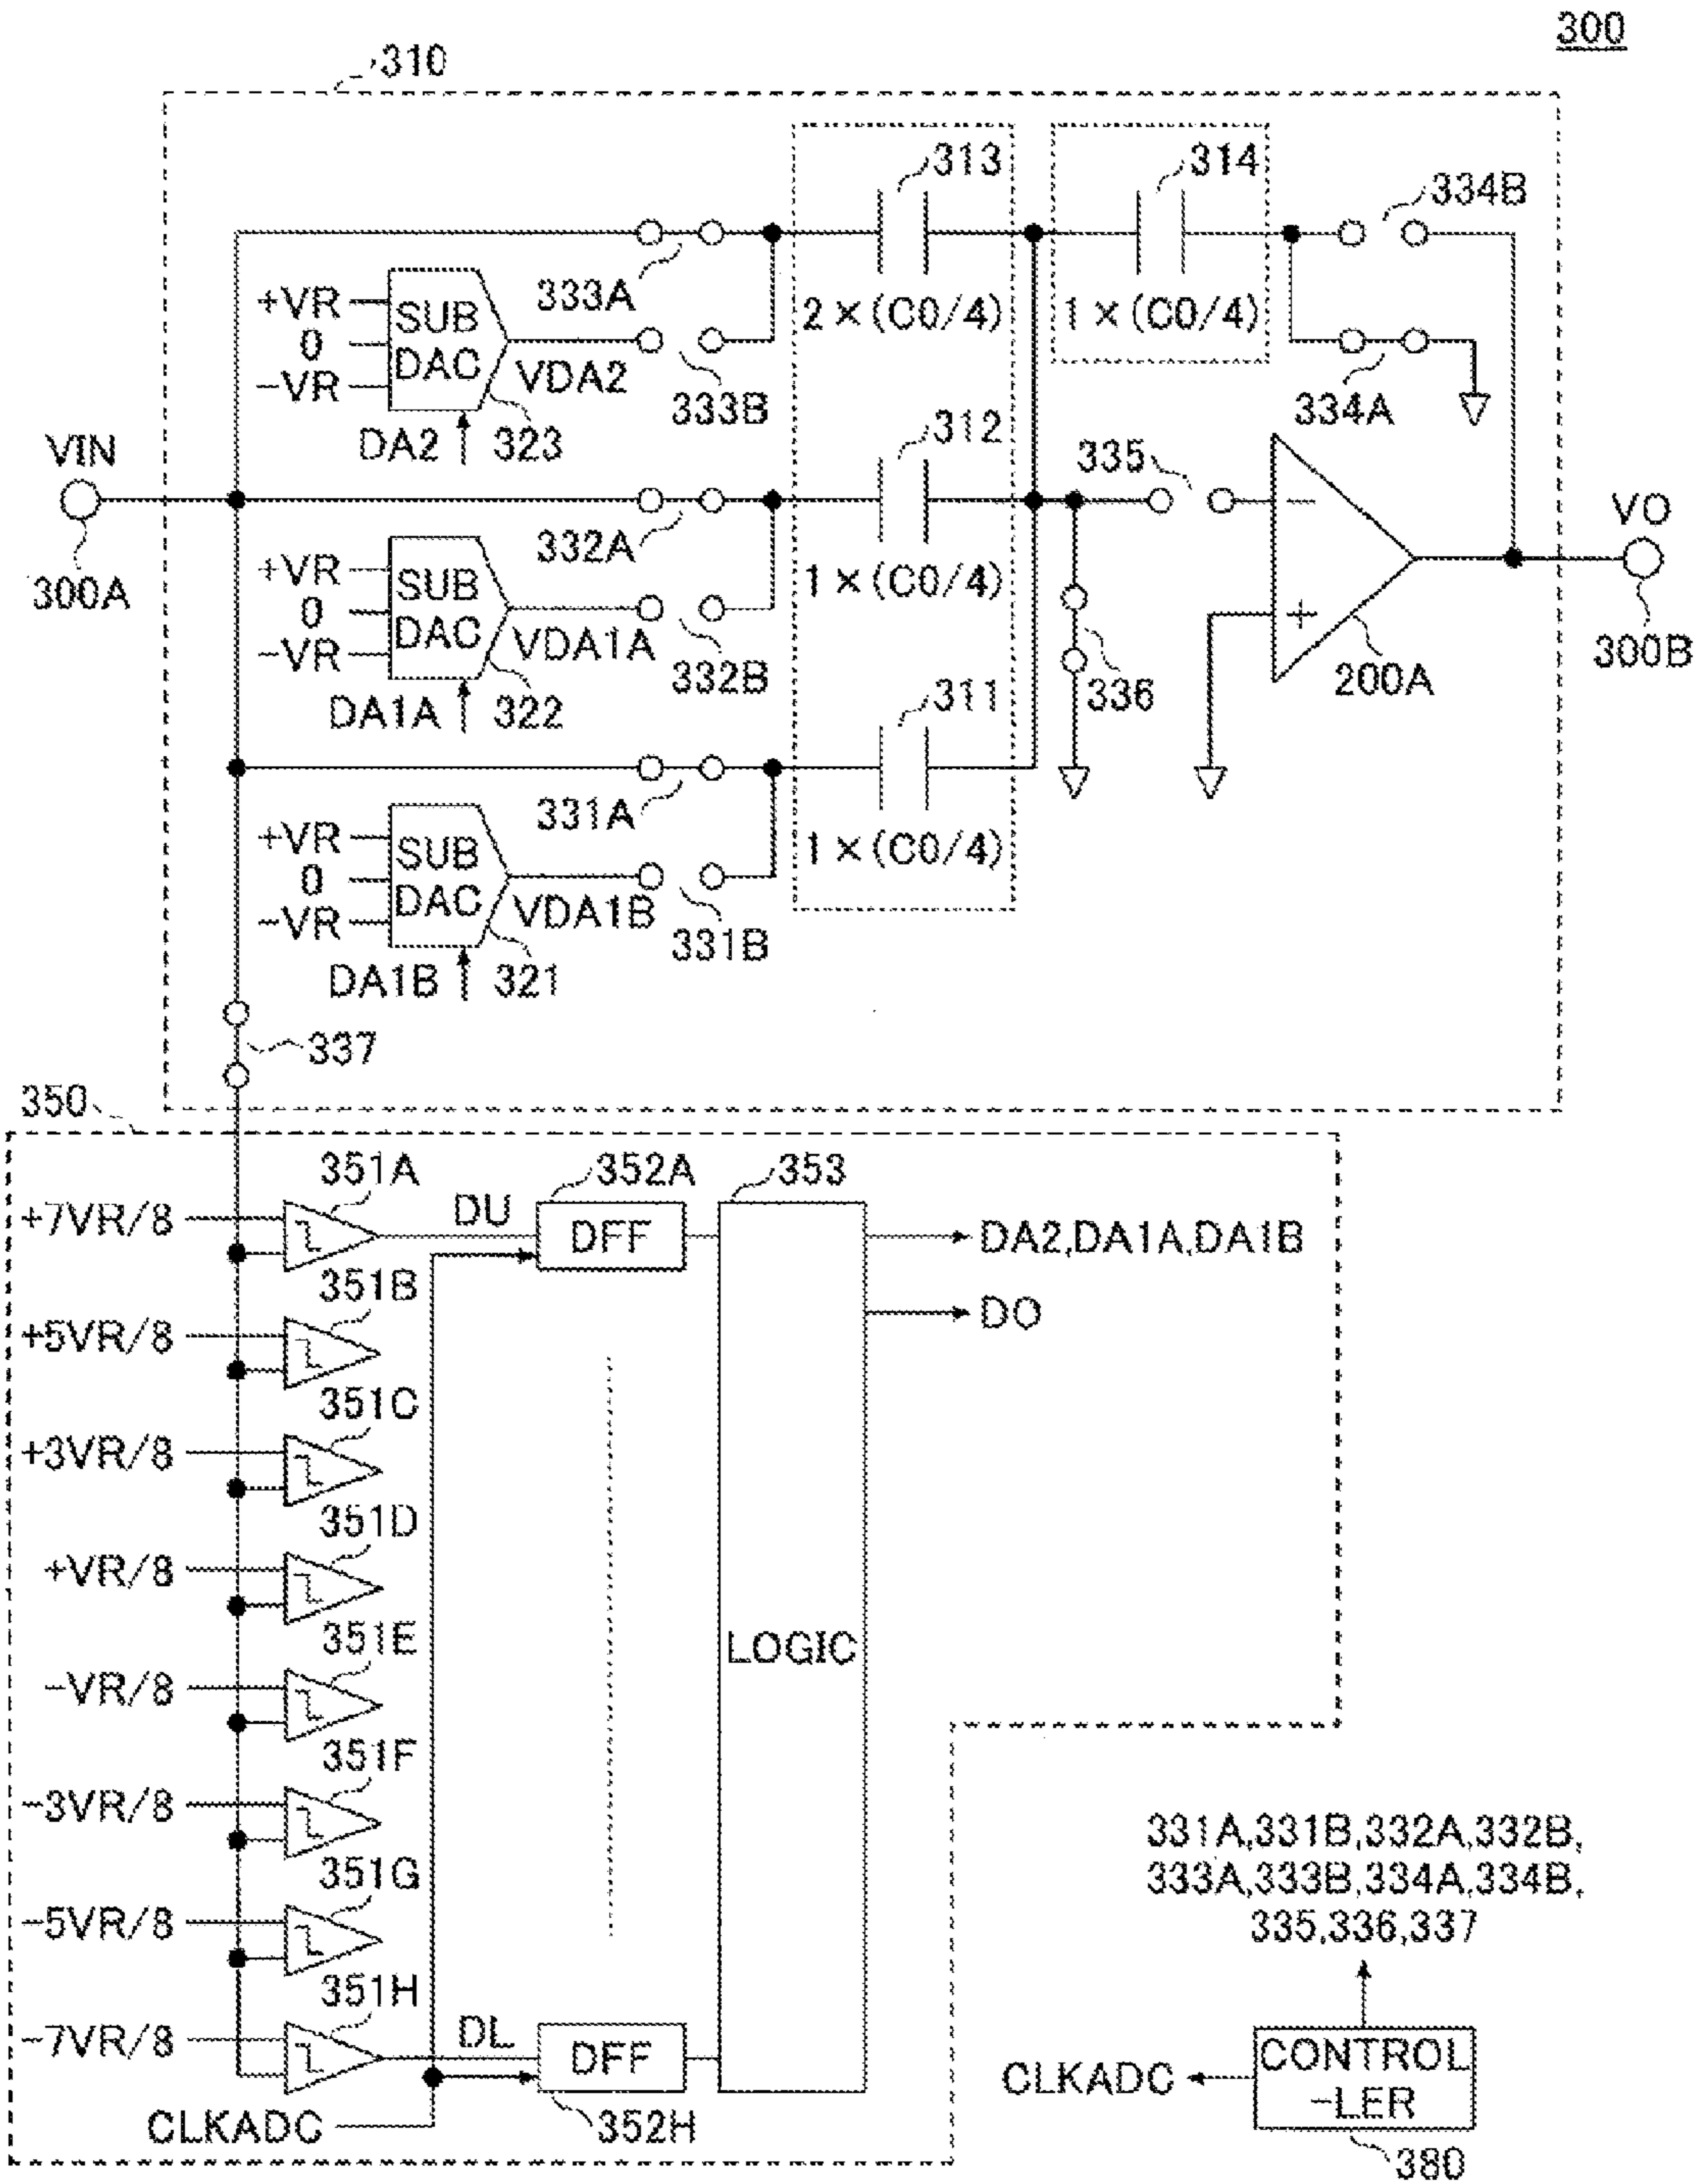 300
310
313
314
334B
+VR
0
-VR
SUB
DAC
333A
VDA2
333B
2×(C0/4)
1×(C0/4)
334A
DA2
323
VIN
300A
312
335
+VR
0
-VR
SUB
DAC
332A
VDA1A
332B
1×(C0/4)
-
+
VO
300B
200A
336
DA1A
322
311
+VR
0
-VR
SUB
DAC
331A
VDA1B
331B
1×(C0/4)
DA1B
321
337
350
351A
352A
353
+7VR/8
DU
DFF
DA2,DA1A,DA1B
351B
DO
+5VR/8
351C
+3VR/8
351D
+VR/8
351E
LOGIC
-VR/8
351F
-3VR/8
351G
-5VR/8
351H
-7VR/8
DL
DFF
CLKADC
352H
331A,331B,332A,332B,
333A,333B,334A,334B,
335,336,337
CLKADC
CONTROL
-LER
380